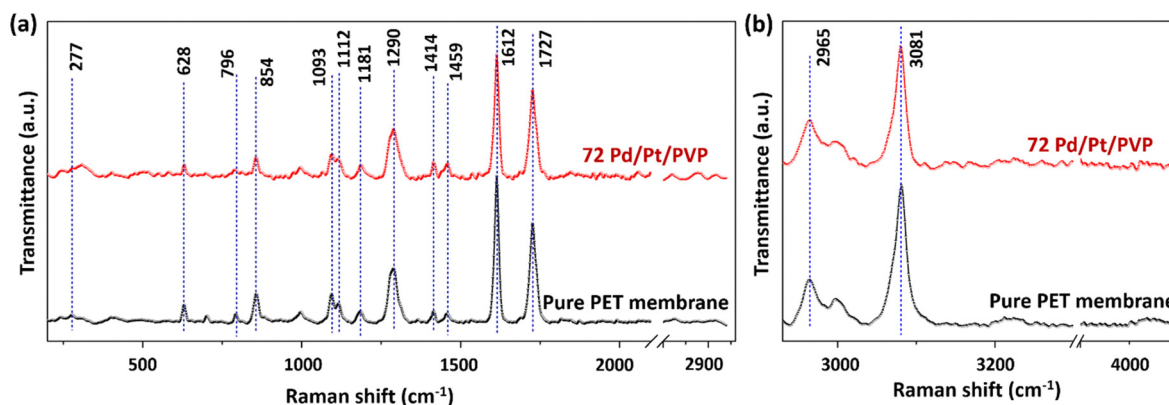 (a)
277
628
796
854
1093
1112
1181
1290
1414
1459
1612
1727
72 Pd/Pt/PVP
Pure PET membrane
Transmittance (a.u.)
500
1000
1500
2000
2900
Raman shift (cm⁻¹)
(b)
2965
3081
72 Pd/Pt/PVP
Pure PET membrane
Transmittance (a.u.)
3000
3200
4000
Raman shift (cm⁻¹)